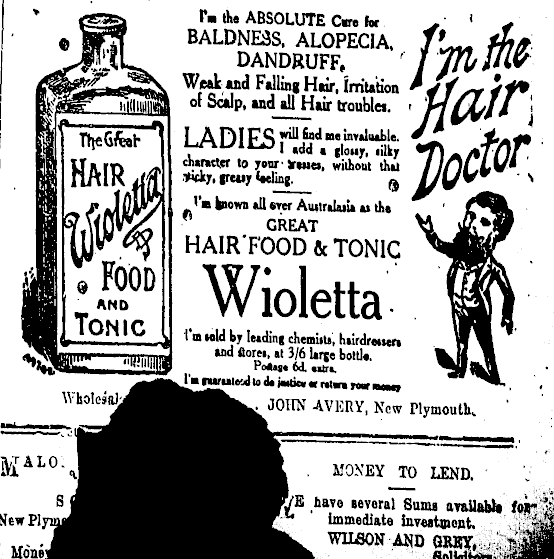 The Great
HAIR
Wioletta
FOOD
AND
TONIC
I'm the ABSOLUTE Cure for
BALDNESS, ALOPECIA,
DANDRUFF,
Weak and Falling Hair, Irritation
of Scalp, and all Hair troubles.
LADIES will find me invaluable.
I add a glossy, silky
character to your tresses, without that
sticky, greasy feeling.
I'm known all over Australasia as the
GREAT
HAIR FOOD & TONIC
Wioletta
I'm sold by leading chemists, hairdressers
and stores, at 3/6 large bottle.
Postage 6d. extra.
I'm guaranteed to do justice or return your money
I'm the
Hair
Doctor
JOHN AVERY, New Plymouth.
MONEY TO LEND.
have several Sums available for
immediate investment.
WILSON AND GREY,
New
Money